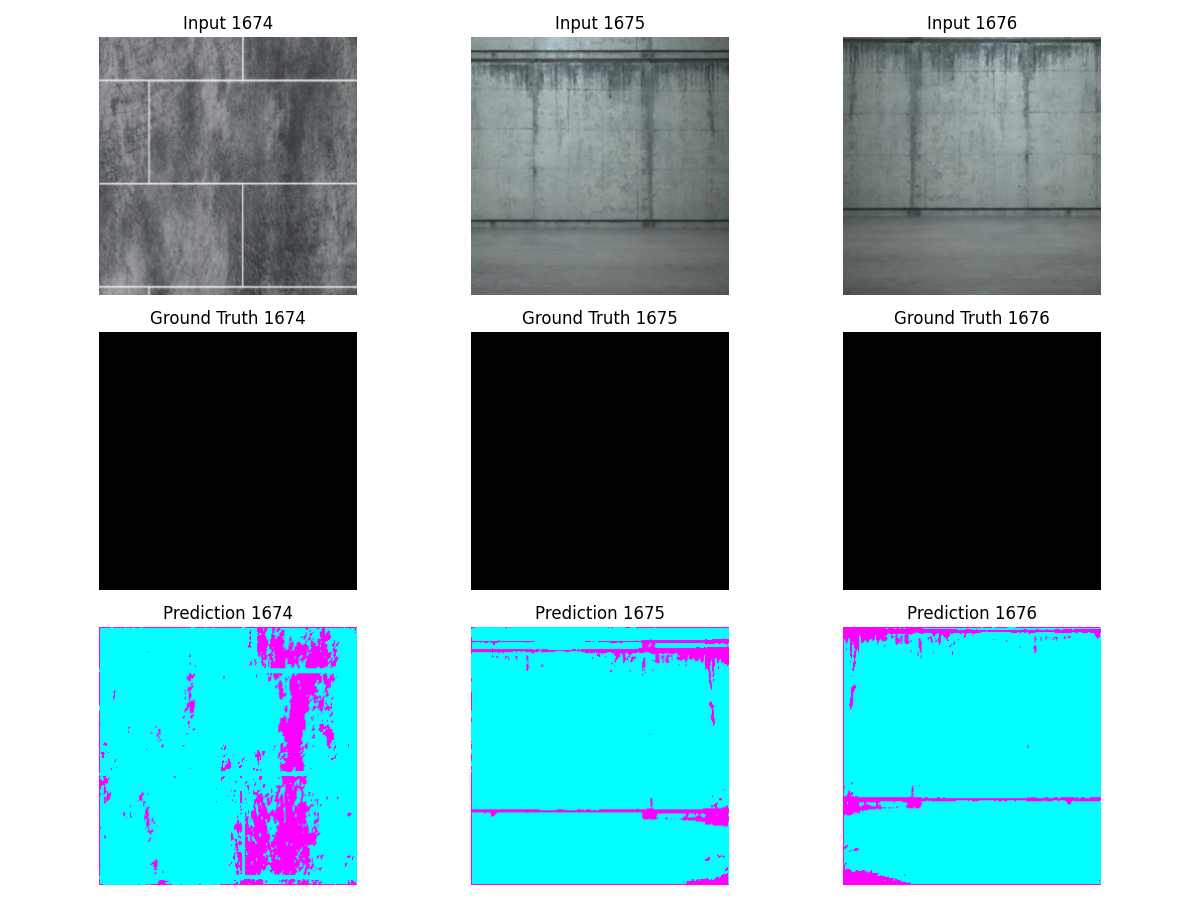 Input 1674
Input 1675
Input 1676
Ground Truth 1674
Ground Truth 1675
Ground Truth 1676
Prediction 1674
Prediction 1675
Prediction 1676